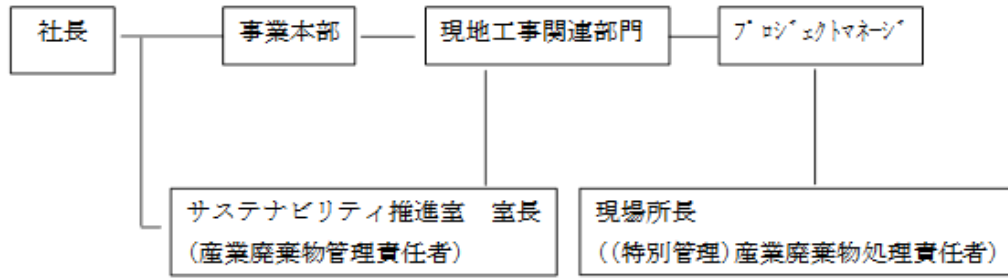 社長
事業本部
現地工事関連部門
ﾌﾟﾛｼﾞｪｸﾄﾏﾈｰｼﾞ
サステナビリティ推進室　室長
(産業廃棄物管理責任者)
現場所長
((特別管理)産業廃棄物処理責任者)